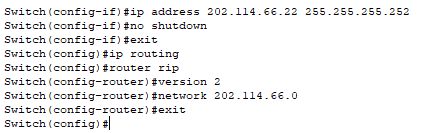 Switch(config-if)#ip address 202.114.66.22 255.255.255.252
Switch(config-if)#no shutdown
Switch(config-if)#exit
Switch(config)#ip routing
Switch(config)#router rip
Switch(config-router)#version 2
Switch(config-router)#network 202.114.66.0
Switch(config-router)#exit
Switch(config)#